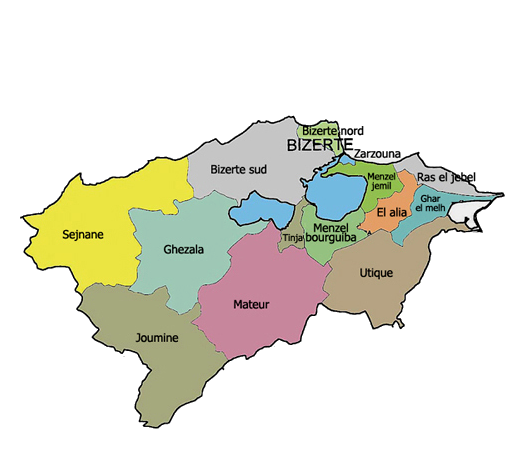 Bizerte nord
BIZERTE
Zarzouna
Bizerte sud
Menzel
jemil
Ras el jebel
Ghar
el melh
El alia
Sejnane
Ghezala
Tinja
Menzel
bourguiba
Utique
Mateur
Joumine